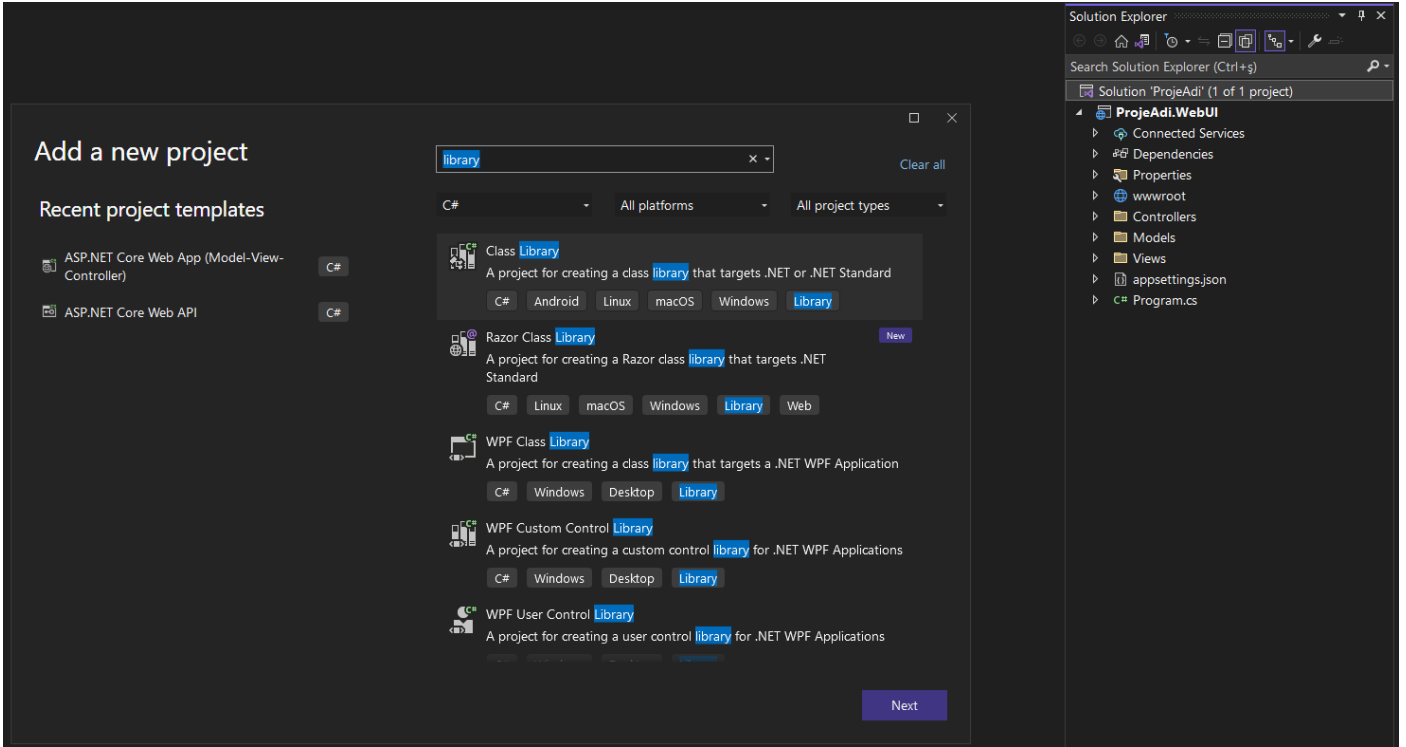 Add a new project
Recent project templates
ASP.NET Core Web App (Model-View-
Controller)
C#
ASP.NET Core Web API
C#
library
Clear all
C#
All platforms
All project types
Class Library
A project for creating a class library that targets .NET or .NET Standard
C# Android Linux macOS Windows Library
Razor Class Library
New
A project for creating a Razor class library that targets .NET
Standard
C# Linux macOS Windows Library Web
WPF Class Library
A project for creating a class library that targets a .NET WPF Application
C# Windows Desktop Library
WPF Custom Control Library
A project for creating a custom control library for .NET WPF Applications
C# Windows Desktop Library
WPF User Control Library
A project for creating a user control library for .NET WPF Applications
Next
Solution Explorer
Search Solution Explorer (Ctrl+ş)
Solution 'ProjeAdi' (1 of 1 project)
ProjeAdi.WebUI
Connected Services
Dependencies
Properties
wwwroot
Controllers
Models
Views
appsettings.json
C# Program.cs